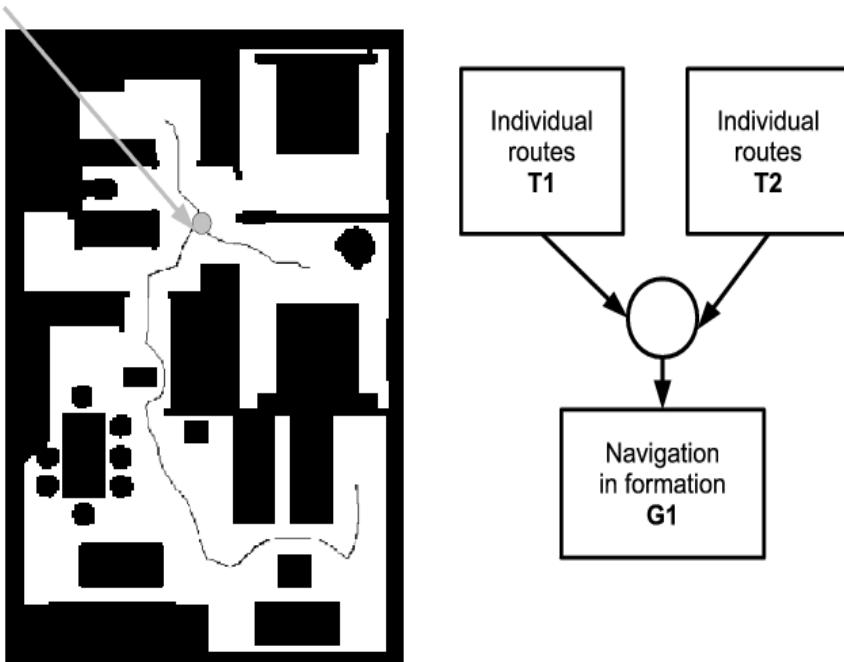 Individual
routes
T1
Individual
routes
T2
Navigation
in formation
G1